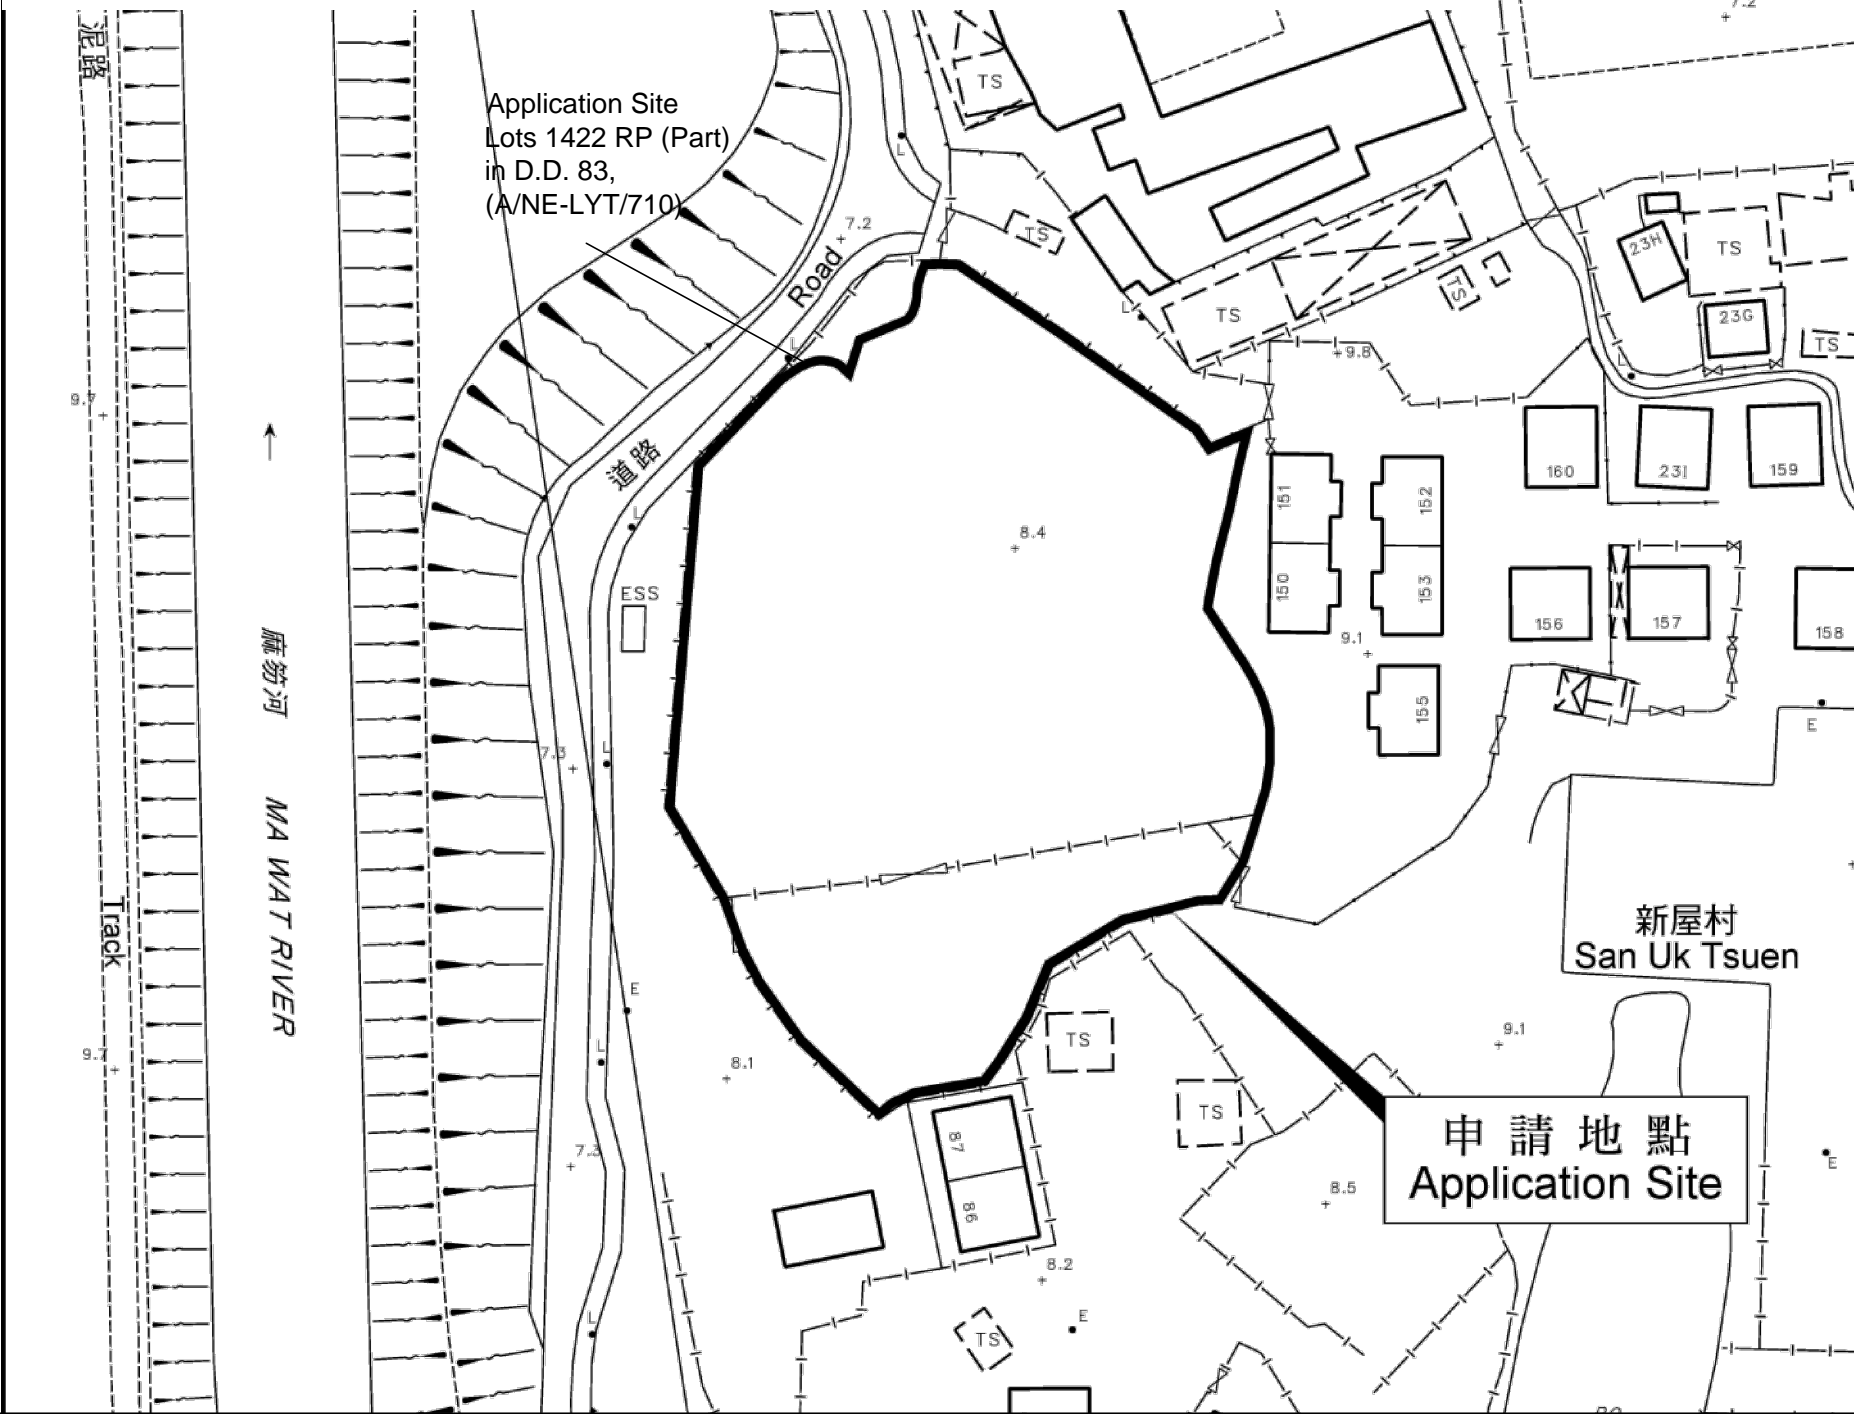 泥路
7.2
TS
Application Site
Lots 1422 RP (Part)
in D.D. 83,
(A/NE-LYT/710)
L
7.2
TS
23H
TS
Road
L
TS
TS
23G
TS
L
9.8
L
9.7
道路
151
152
160
23I
159
L
8.4
ESS
150
153
156
157
158
9.1
麻笏河
155
E
7.3
L
MA WAT RIVER
Track
新屋村
San Uk Tsuen
E
9.1
TS
L
9.7
8.1
TS
申請地點
Application Site
87
7.3
E
8.5
86
8.2
L
E
TS